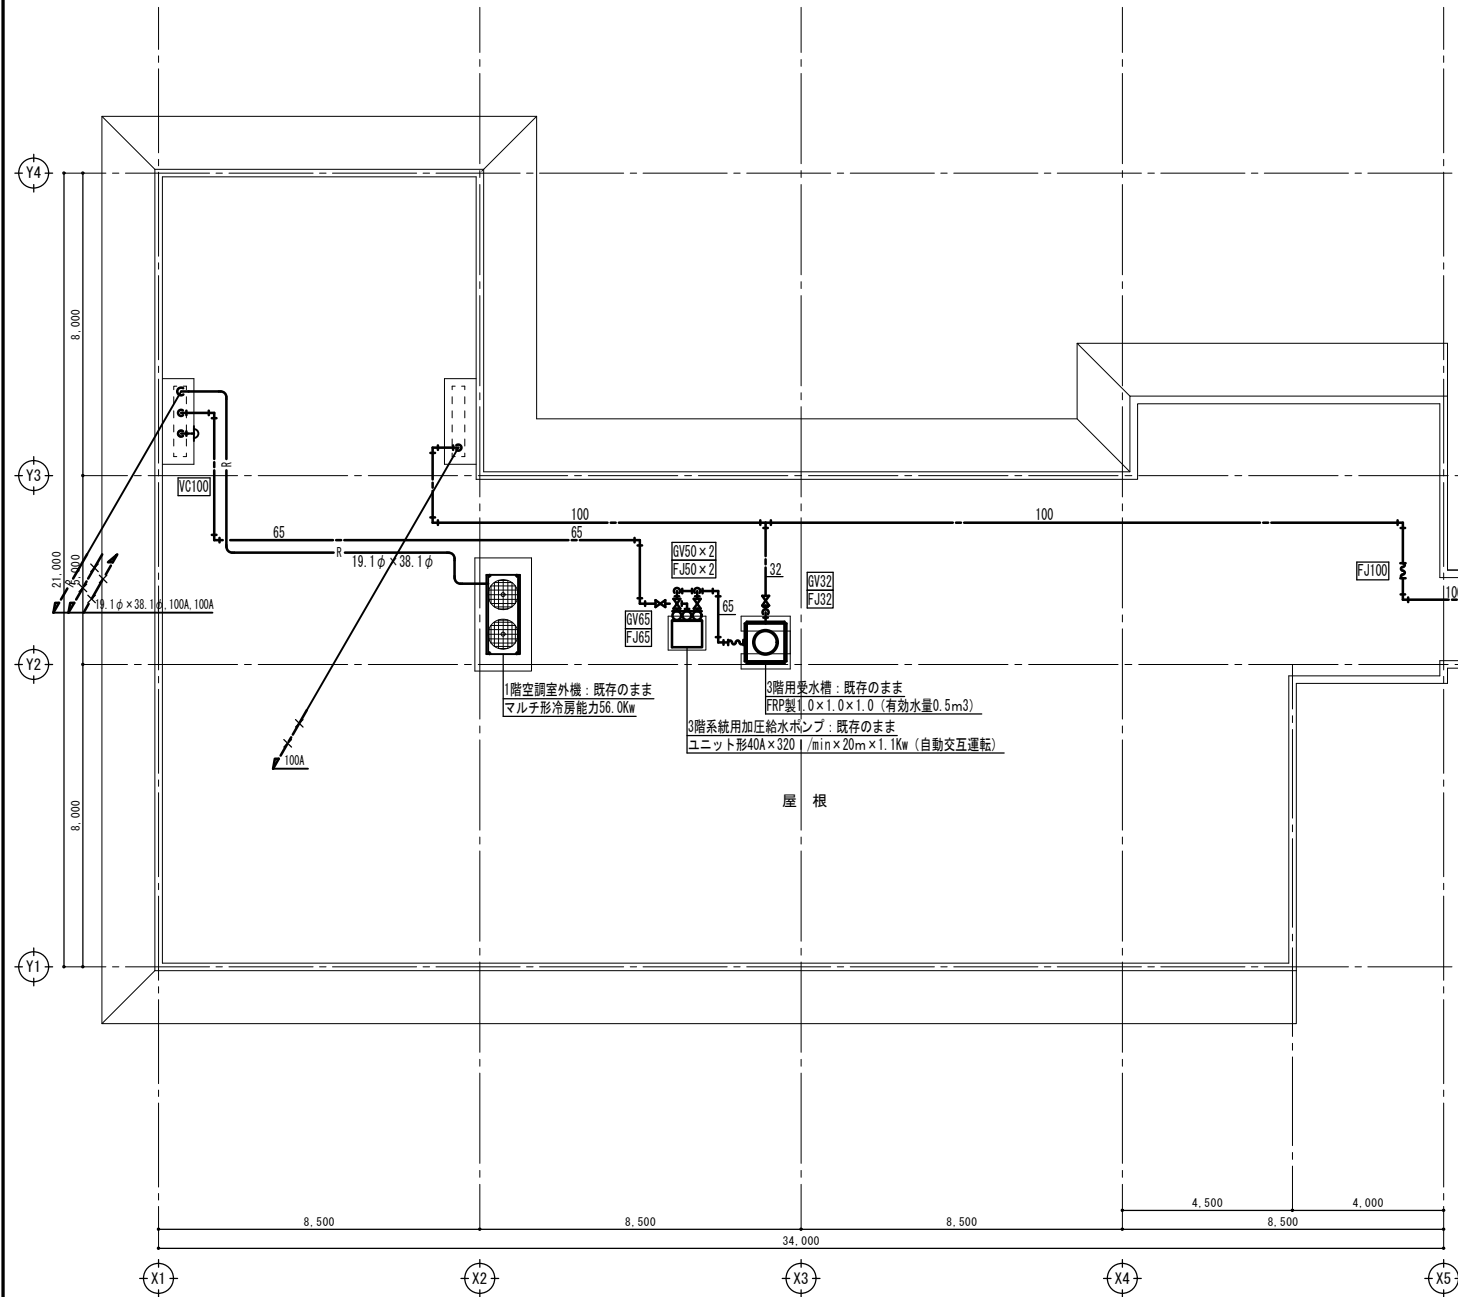 Y4
8,000
Y3
VC100
R
65
R
19.1φ×38.1φ
100
65
100
GV50×2
FJ50×2
32
65
GV32
FJ32
GV65
FJ65
FJ100
21,000
5,000
R
19.1φ×38.1φ,100A,100A
Y2
1階空調室外機：既存のまま
マルチ形冷房能力56.0Kw
3階用受水槽：既存のまま
FRP製1.0×1.0×1.0（有効水量0.5m3）
3階系統用加圧給水ポンプ：既存のまま
ユニット形40A×320ｌ/min×20m×1.1Kw（自動交互運転）
100A
屋 根
8,000
Y1
4,500
4,000
8,500
8,500
8,500
8,500
34,000
X1
X2
X3
X4
X5